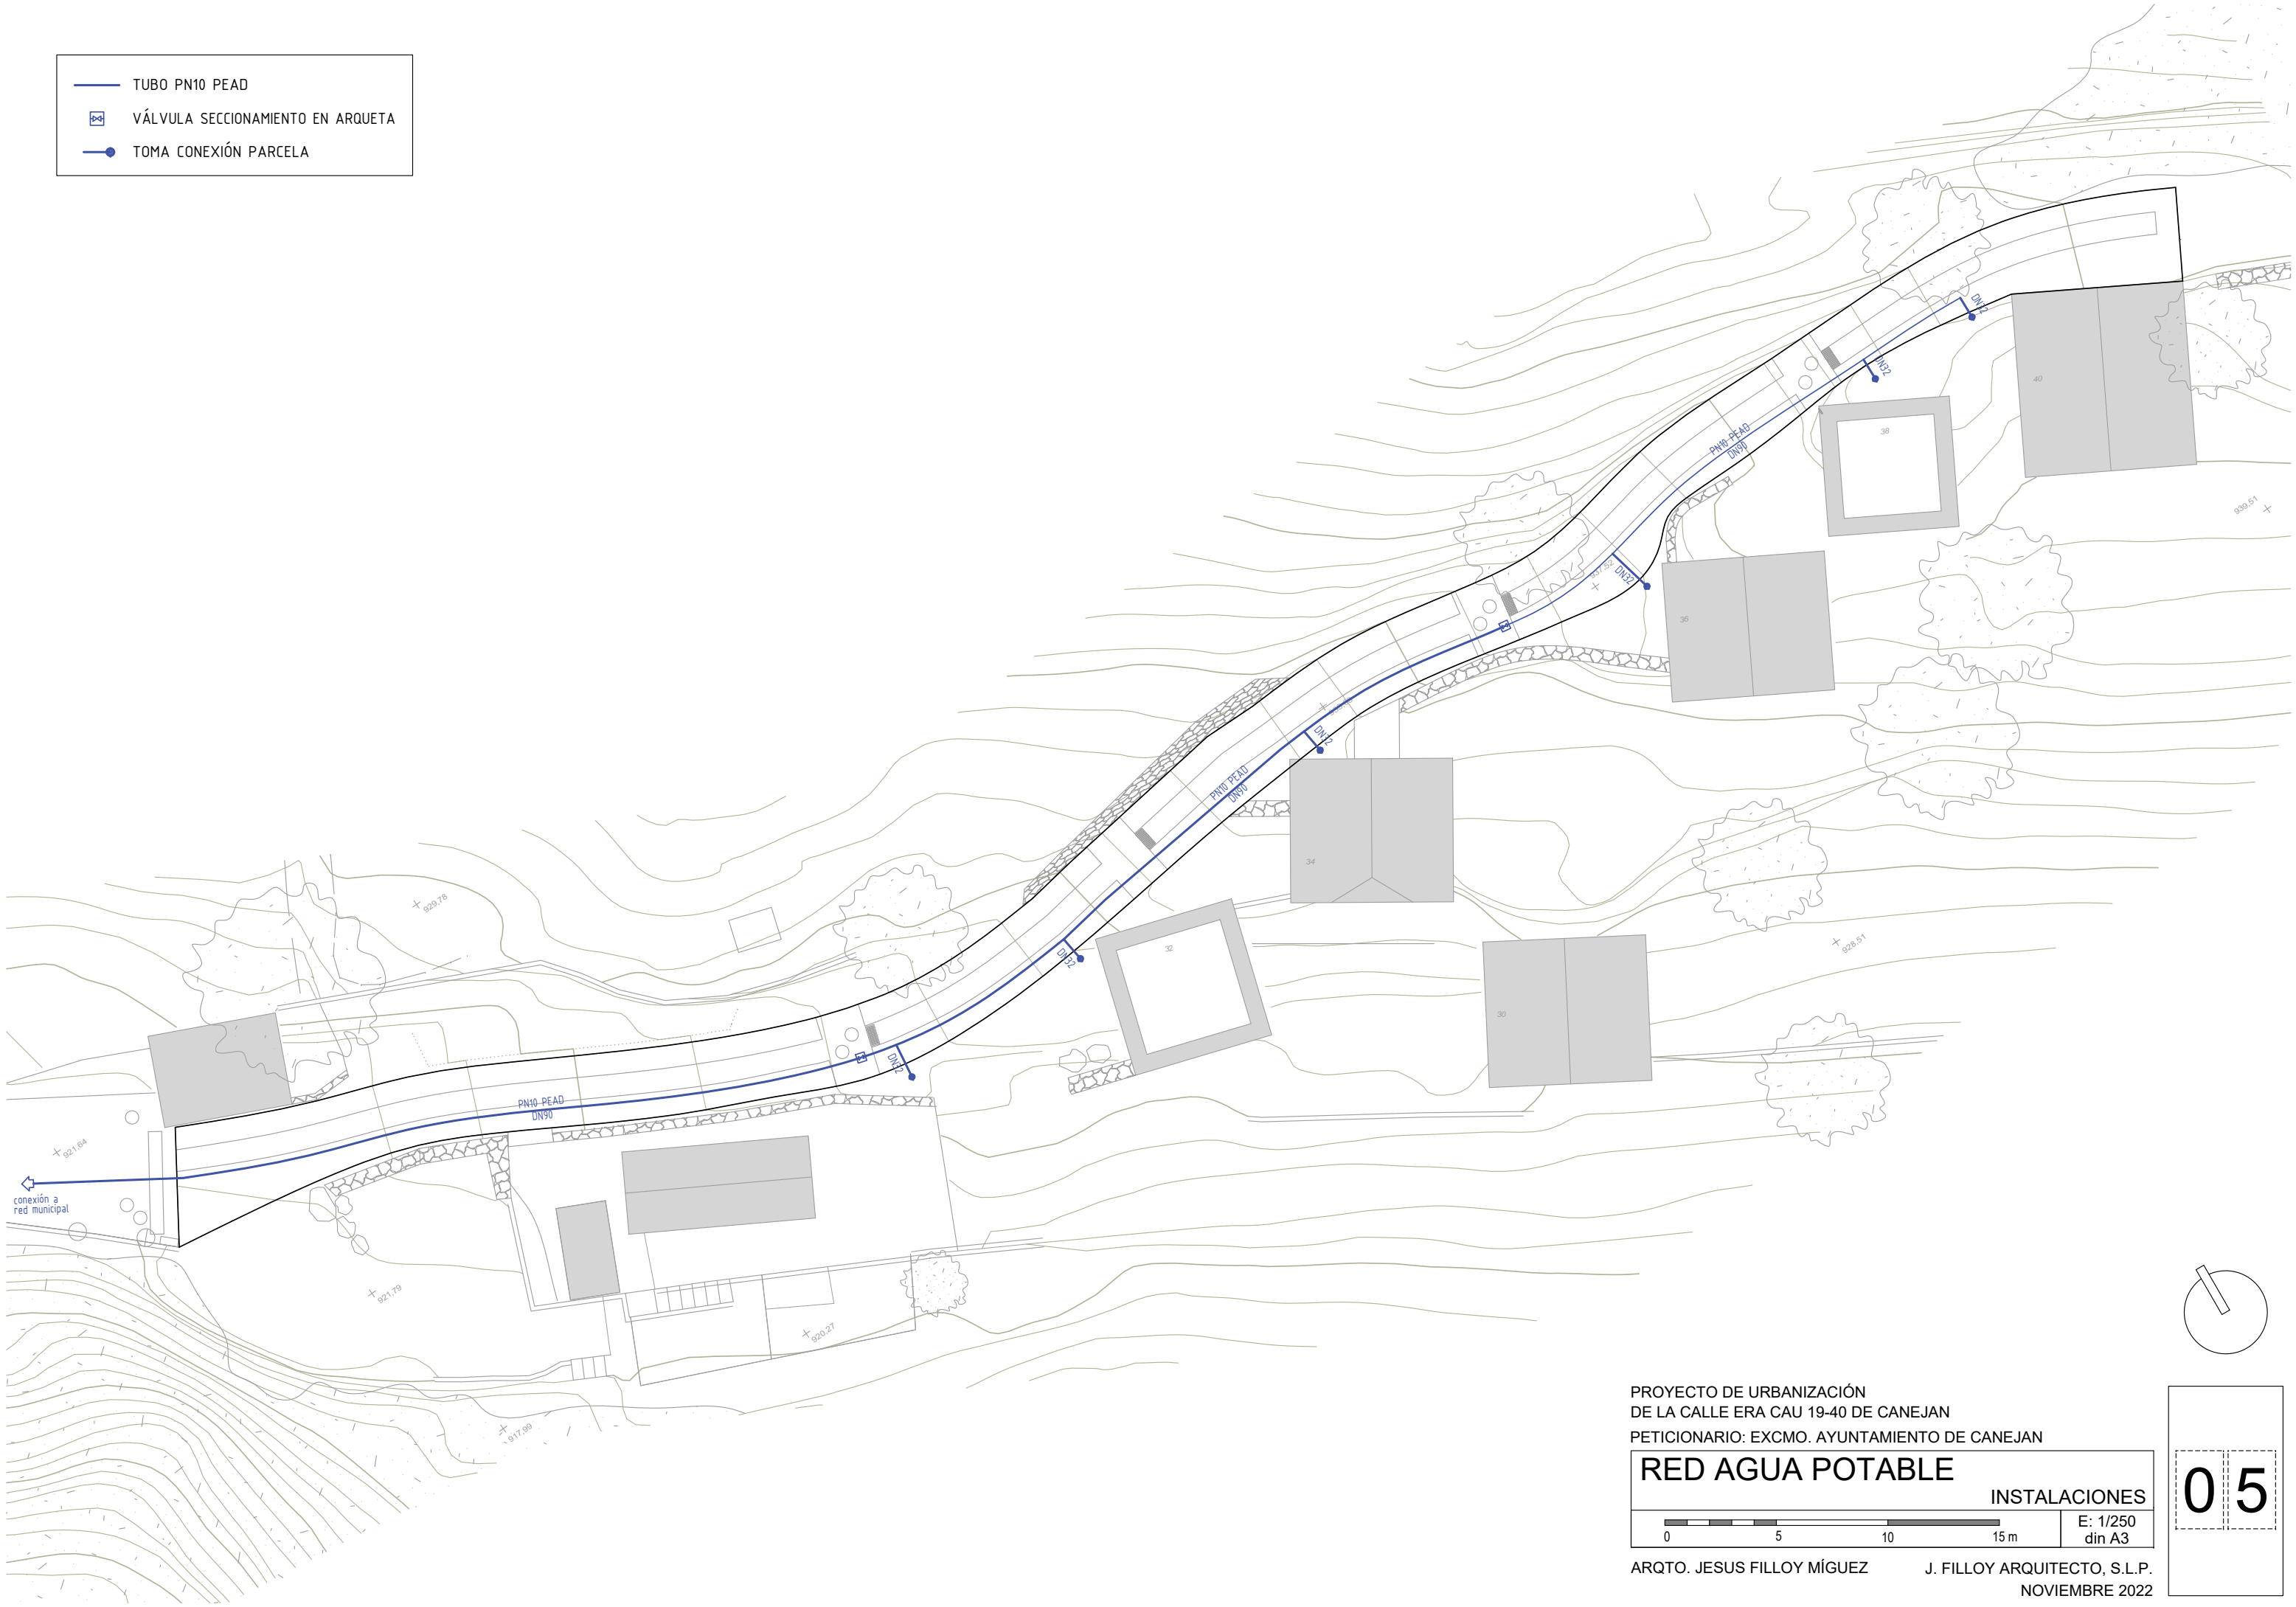 TUBO PN10 PEAD
VÁLVULA SECCIONAMIENTO EN ARQUETA
TOMA CONEXIÓN PARCELA
DN32
40
DN32
38
PN10 PEAD
DN90
939,51
937,52
DN32
36
DN32
PN10 PEAD
DN90
34
929,78
32
DN32
928,51
30
DN32
PN10 PEAD
DN90
921,64
conexión a
red municipal
921,79
920,27
917,99
PROYECTO DE URBANIZACIÓN
DE LA CALLE ERA CAU 19-40 DE CANEJAN
PETICIONARIO: EXCMO. AYUNTAMIENTO DE CANEJAN
RED AGUA POTABLE
INSTALACIONES
0 5 10 15 m
E: 1/250
din A3
ARQTO. JESUS FILLOY MÍGUEZ
J. FILLOY ARQUITECTO, S.L.P.
NOVIEMBRE 2022
05